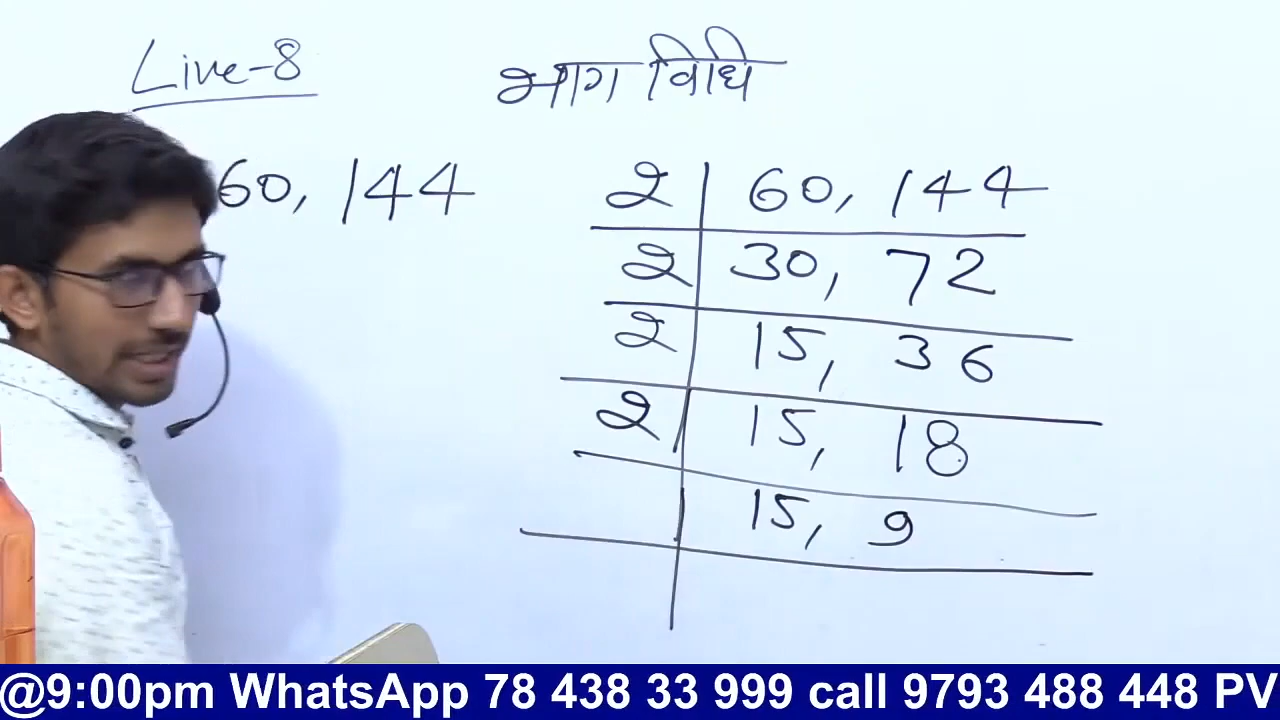 Live-8
भाग विधि
60, 144
2 | 60, 144
2 | 30, 72
2 | 15, 36
2 | 15, 18
| 15, 9
@9:00pm WhatsApp 78 438 33 999 call 9793 488 448 PV